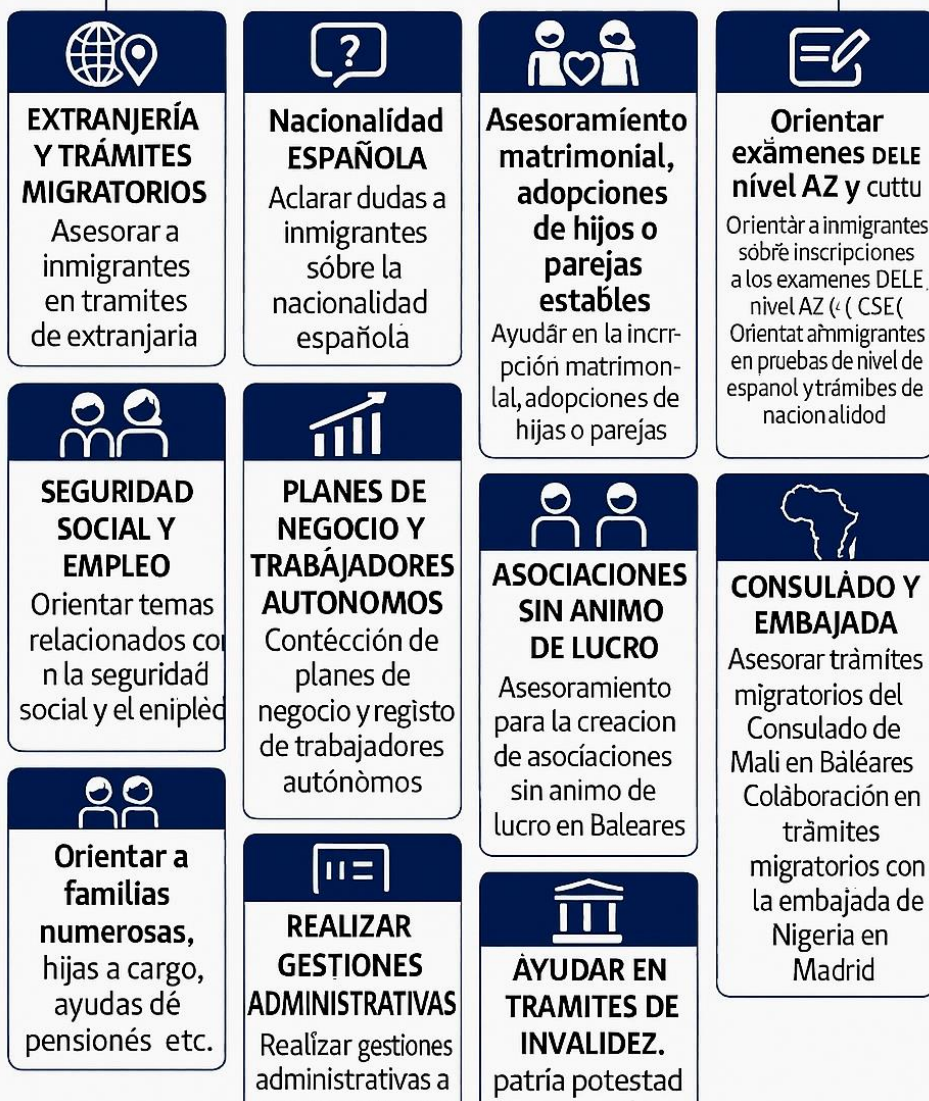 ?
EXTRANJERÍA
Y TRÁMITES
MIGRATORIOS
Asesorar a
inmigrantes
en tramites
de extranjaria
Nacionalídad
ESPAÑOLA
Aclarar dudas a
inmigrantes
sóbre la
nacionalidad
española
Asesoramíento
matrimonial,
adopciones
de hijos o
parejas
estables
Ayudár en la incrr-
pción matrimon-
lal, adopciones de
hijas o parejas
Orientar
exämenes DELE
nível AZ y cuttu
Orientàr a inmigrantes
sóbre inscripciones
a los examenes DELE
nivel AZ CSE(
Orientat
en pruebas de nivel de
espanol y trámibes de
nacionalidod
SEGURIDAD
SOCIAL Y
EMPLEO
Orientar temas
relacionados con
n la seguridad
social y el
PLANES DE
NEGOCIO Y
TRABÁJADORES
AUTONOMOS
Contéción de
planes de
negocio y registo
de trabajadores
autónòmos
ASOCIACIONES
SIN ANIMO
DE LUCRO
Asesoramiento
para la creacion
de asocíaciones
sin animo de
lucro en Baleares
CONSULÀDO Y
EMBAJADA
Asesorar tràmítes
mìgratorios del
Consulado de
Mali en Bàléares
Colàboración en
tràmites
migratorios con
la embajada de
Nigeria en
Madrid
Orientar a
familias
numerosas,
hijas a cargo,
ayudas dé
pensionés etc.
REALIZAR
GESTIONES
ADMINISTRATIVAS
Realízar gestiones
administrativas a
ÀYUDAR EN
TRAMITES DE
INVALIDEZ.
patría potestad